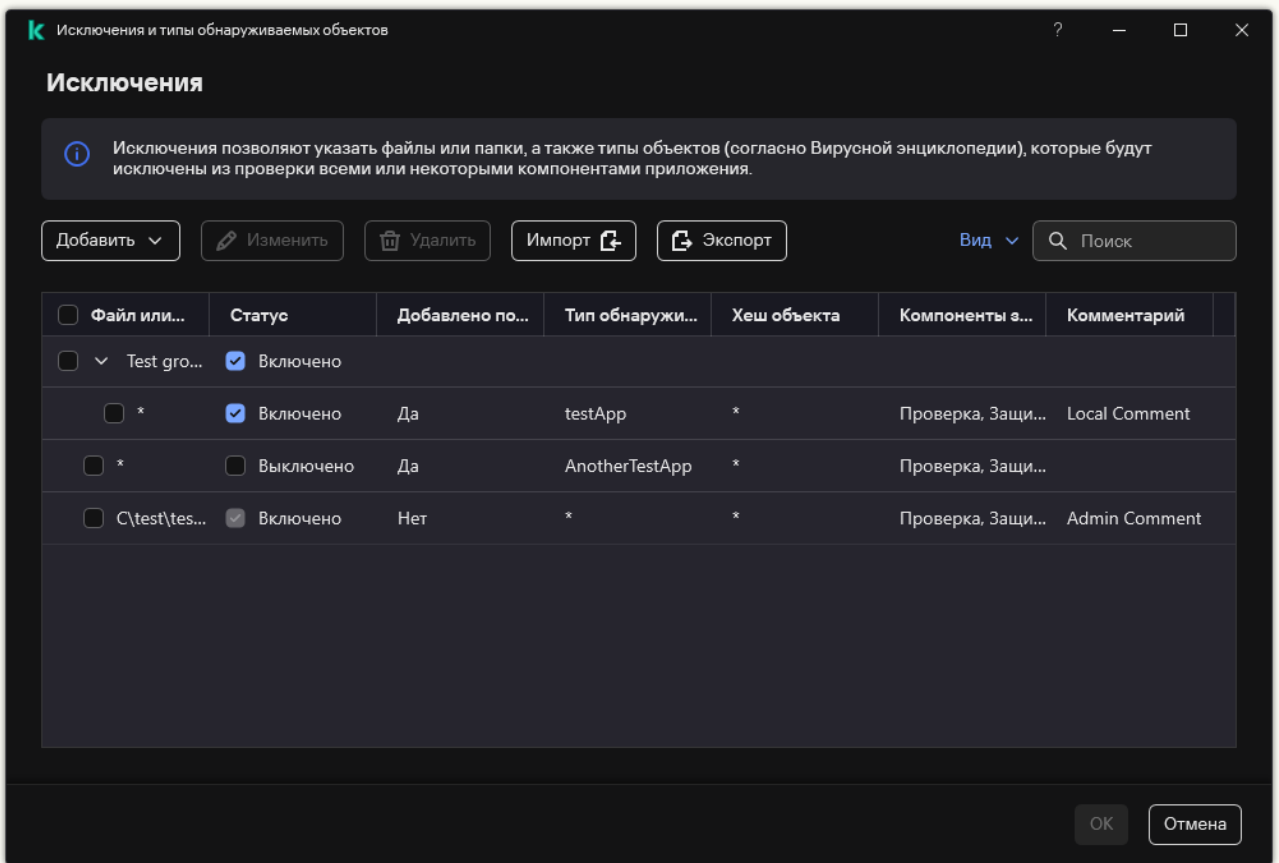 Исключения и типы обнаруживаемых объектов ?
Исключения
Исключения позволяют указать файлы или папки, а также типы объектов (согласно Вирусной энциклопедии), которые будут
исключены из проверки всеми или некоторыми компонентами приложения.
Добавить Изменить Удалить Импорт Экспорт Вид Поиск
Файл или... Статус Добавлено по... Тип обнаружи... Хеш объекта Компоненты з... Комментарий
Test gro... Включено
* Включено Да testApp * Проверка, Защи... Local Comment
* Выключено Да AnotherTestApp * Проверка, Защи...
C\test\tes... Включено Нет * * Проверка, Защи... Admin Comment
OK Отмена